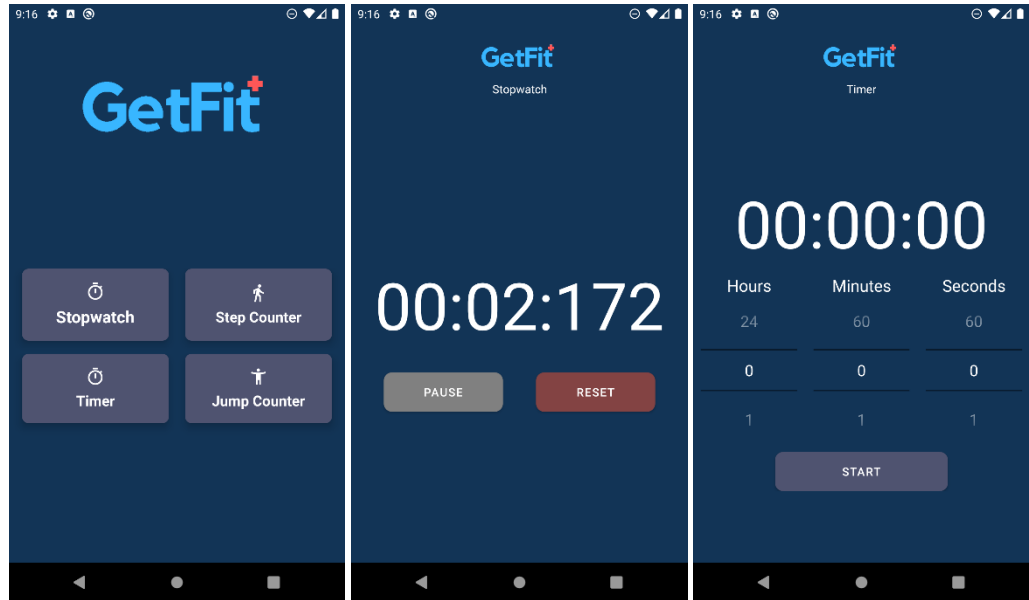 9:16
GetFit
Stopwatch
Step Counter
Timer
Jump Counter
9:16
GetFit
Stopwatch
00:02:172
PAUSE
RESET
9:16
GetFit
Timer
00:00:00
Hours Minutes Seconds
24 60 60
0 0 0
1 1 1
START